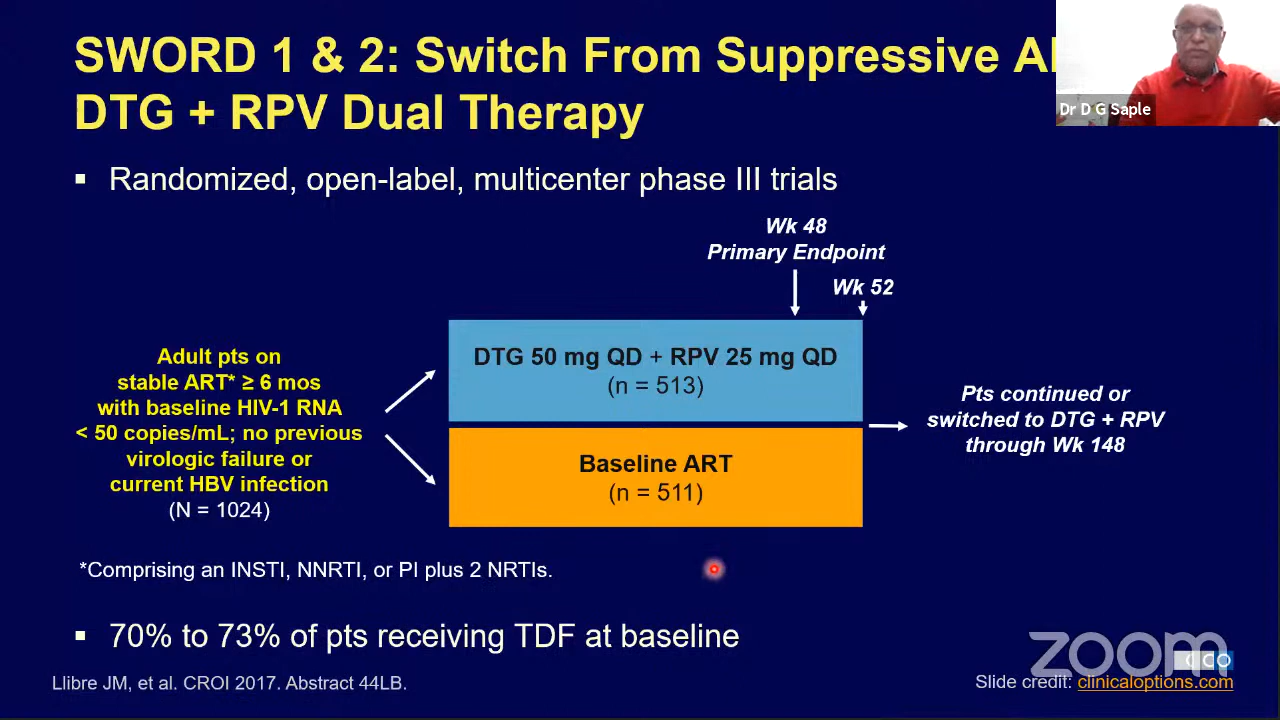 SWORD 1 & 2: Switch From Suppressive
DTG + RPV Dual Therapy
Dr D G Saple
▪ Randomized, open-label, multicenter phase III trials
Wk 48
Primary Endpoint
Wk 52
Adult pts on
stable ART* ≥ 6 mos
with baseline HIV-1 RNA
< 50 copies/mL; no previous
virologic failure or
current HBV infection
(N = 1024)
DTG 50 mg QD + RPV 25 mg QD
(n = 513)
Baseline ART
(n = 511)
Pts continued or
switched to DTG + RPV
through Wk 148
*Comprising an INSTI, NNRTI, or PI plus 2 NRTIs.
▪ 70% to 73% of pts receiving TDF at baseline
zoom
CCO
Llibre JM, et al. CROI 2017. Abstract 44LB.
Slide credit: clinicaloptions.com